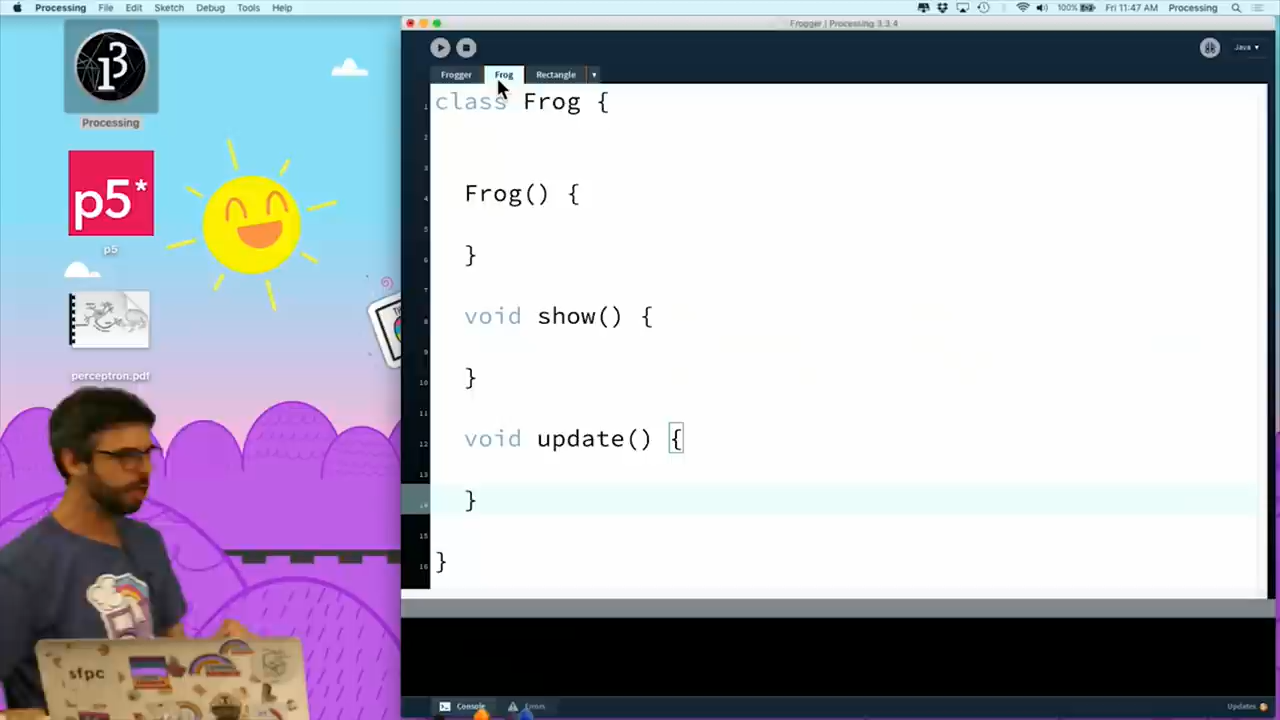 Processing File Edit Sketch Debug Tools Help
100% Fri 11:47 AM Processing
Frogger | Processing 3.3.4
Java
Frogger Frog Rectangle
1 class Frog {
2
3
4 Frog() {
5
6 }
7
8 void show() {
9
10 }
11
12 void update() {
13
14 }
15
16 }
Processing
p5*
p5
perceptron.pdf
sfpc
Console Errors
Updates